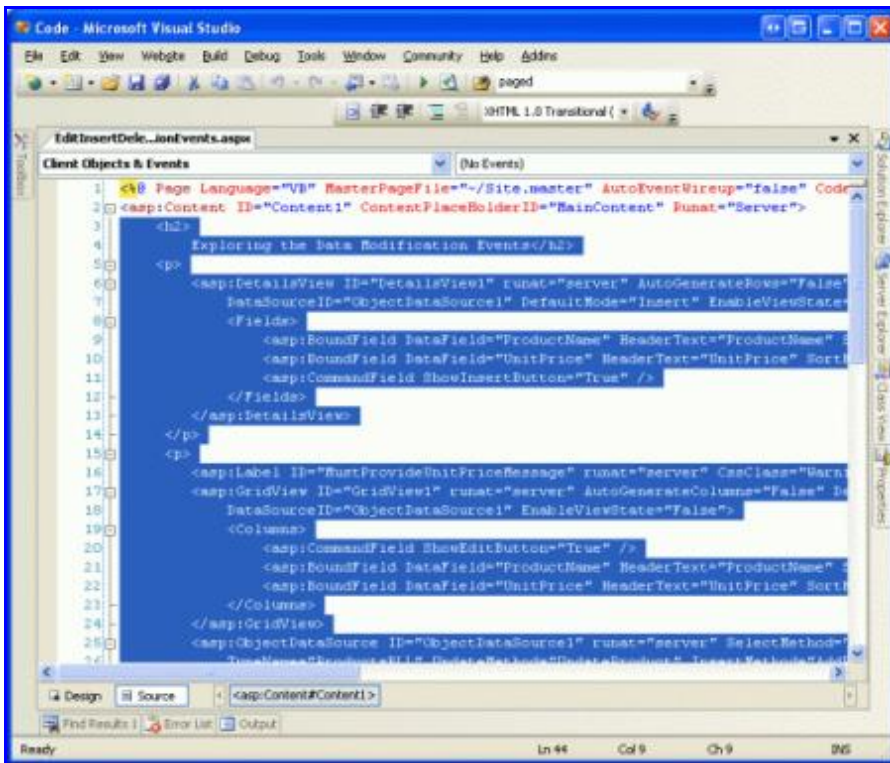 Code - Microsoft Visual Studio
File Edit View Website Build Debug Tools Window Community Help Addins
paged
XHTML 1.0 Transitional (
EditInsertDele...ionEvents.aspx
Client Objects & Events (No Events)
Toolbox
1 <%@ Page Language="VB" MasterPageFile="~/Site.master" AutoEventWireup="false" Code
2 <asp:Content ID="Content1" ContentPlaceHolderID="MainContent" Runat="Server">
3 <h2>
4 Exploring the Data Modification Events</h2>
5 <p>
6 <asp:DetailsView ID="DetailsView1" runat="server" AutoGenerateRows="False"
7 DataSourceID="ObjectDataSource1" DefaultMode="Insert" EnableViewState=
8 <Fields>
9 <asp:BoundField DataField="ProductName" HeaderText="ProductName" S
10 <asp:BoundField DataField="UnitPrice" HeaderText="UnitPrice" Sort
11 <asp:CommandField ShowInsertButton="True" />
12 </Fields>
13 </asp:DetailsView>
14 </p>
15 <p>
16 <asp:Label ID="MustProvideUnitPriceMessage" runat="server" CssClass="Warni
17 <asp:GridView ID="GridView1" runat="server" AutoGenerateColumns="False" Da
18 DataSourceID="ObjectDataSource1" EnableViewState="False">
19 <Columns>
20 <asp:CommandField ShowEditButton="True" />
21 <asp:BoundField DataField="ProductName" HeaderText="ProductName" S
22 <asp:BoundField DataField="UnitPrice" HeaderText="UnitPrice" Sort
23 </Columns>
24 </asp:GridView>
25 <asp:ObjectDataSource ID="ObjectDataSource1" runat="server" SelectMethod="
26 TypeName="ProductsBLL" UpdateMethod="UpdateProduct" InsertMethod="Add
Solution Explorer
Server Explorer
Class View
Properties
Design Source <asp:Content#Content1>
Find Results 1 Error List Output
Ready Ln 44 Col 9 Ch 9 INS